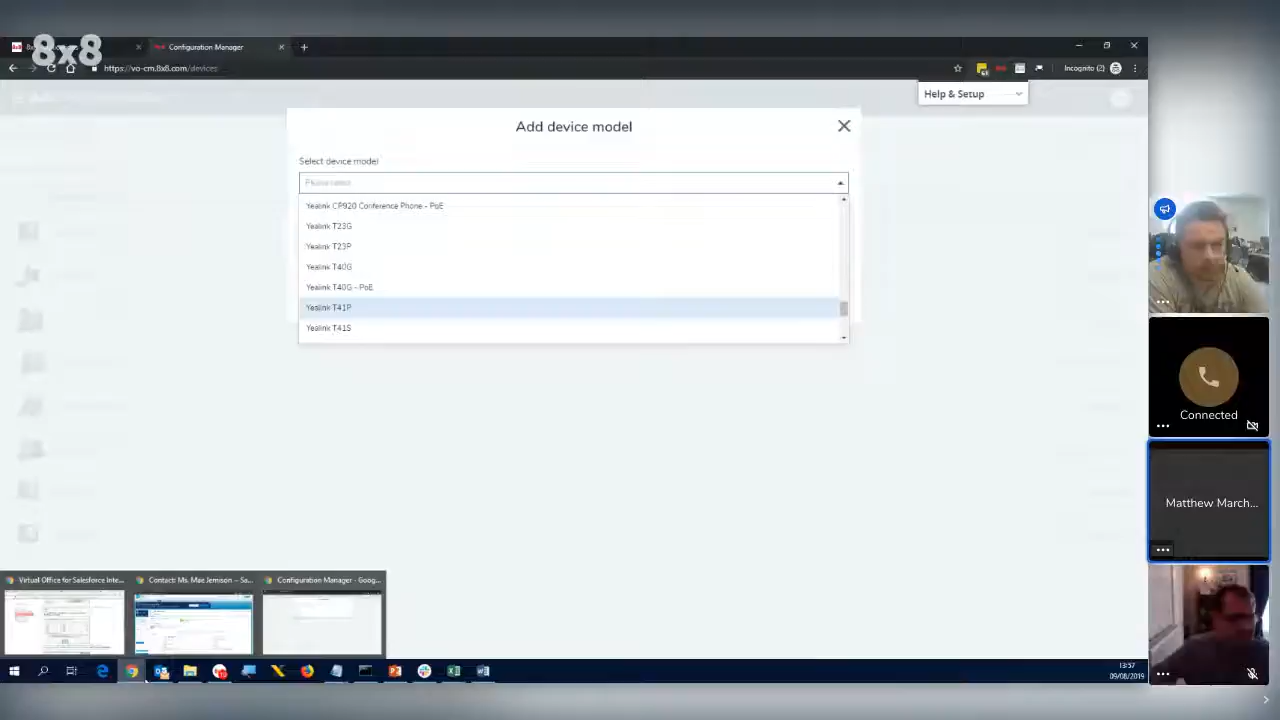 8x8
Configuration Manager
https://vo-cm.8x8.com/devices
Incognito (2)
Help & Setup
Add device model
Select device model
Phone name
Yealink CP920 Conference Phone - PoE
Yealink T23G
Yealink T23P
Yealink T40G
Yealink T40G - PoE
Yealink T41P
Yealink T41S
Connected
Matthew March...
Virtual Office for Salesforce Inte...
Contact: Ms. Mae Jemison – Sa...
Configuration Manager - Goog...
13:57
09/08/2019